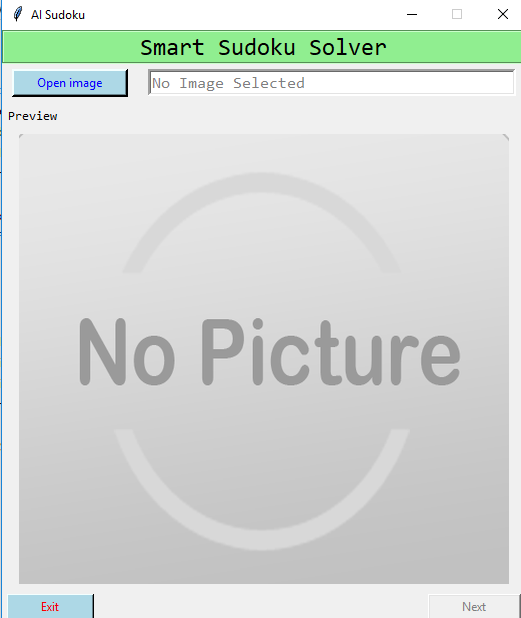 AI Sudoku
Smart Sudoku Solver
Open image
No Image Selected
Preview
No Picture
Exit
Next